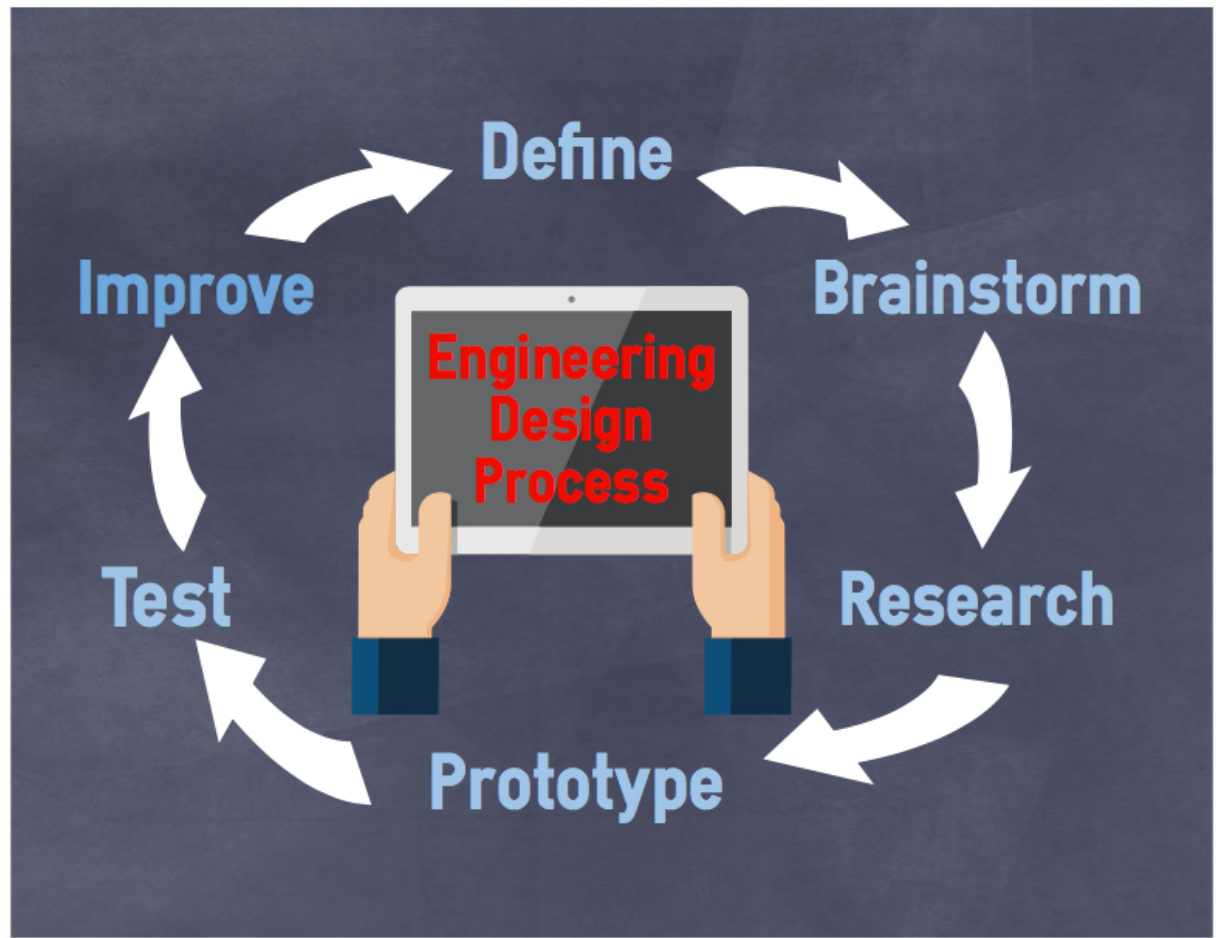 Define
Improve
Brainstorm
Engineering
Design
Process
Test
Research
Prototype